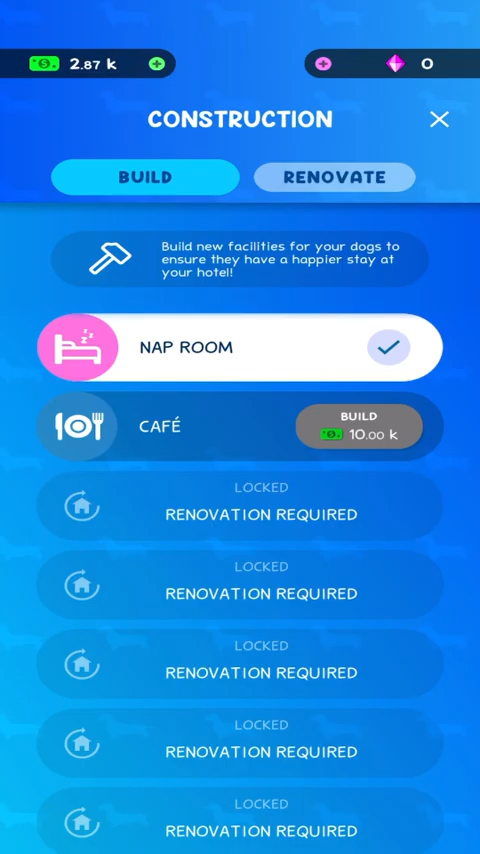 2.87 k
0
CONSTRUCTION
BUILD
RENOVATE
Build new facilities for your dogs to
ensure they have a happier stay at
your hotel!
NAP ROOM
CAFÉ
BUILD
10.00 k
LOCKED
RENOVATION REQUIRED
LOCKED
RENOVATION REQUIRED
LOCKED
RENOVATION REQUIRED
LOCKED
RENOVATION REQUIRED
LOCKED
RENOVATION REQUIRED